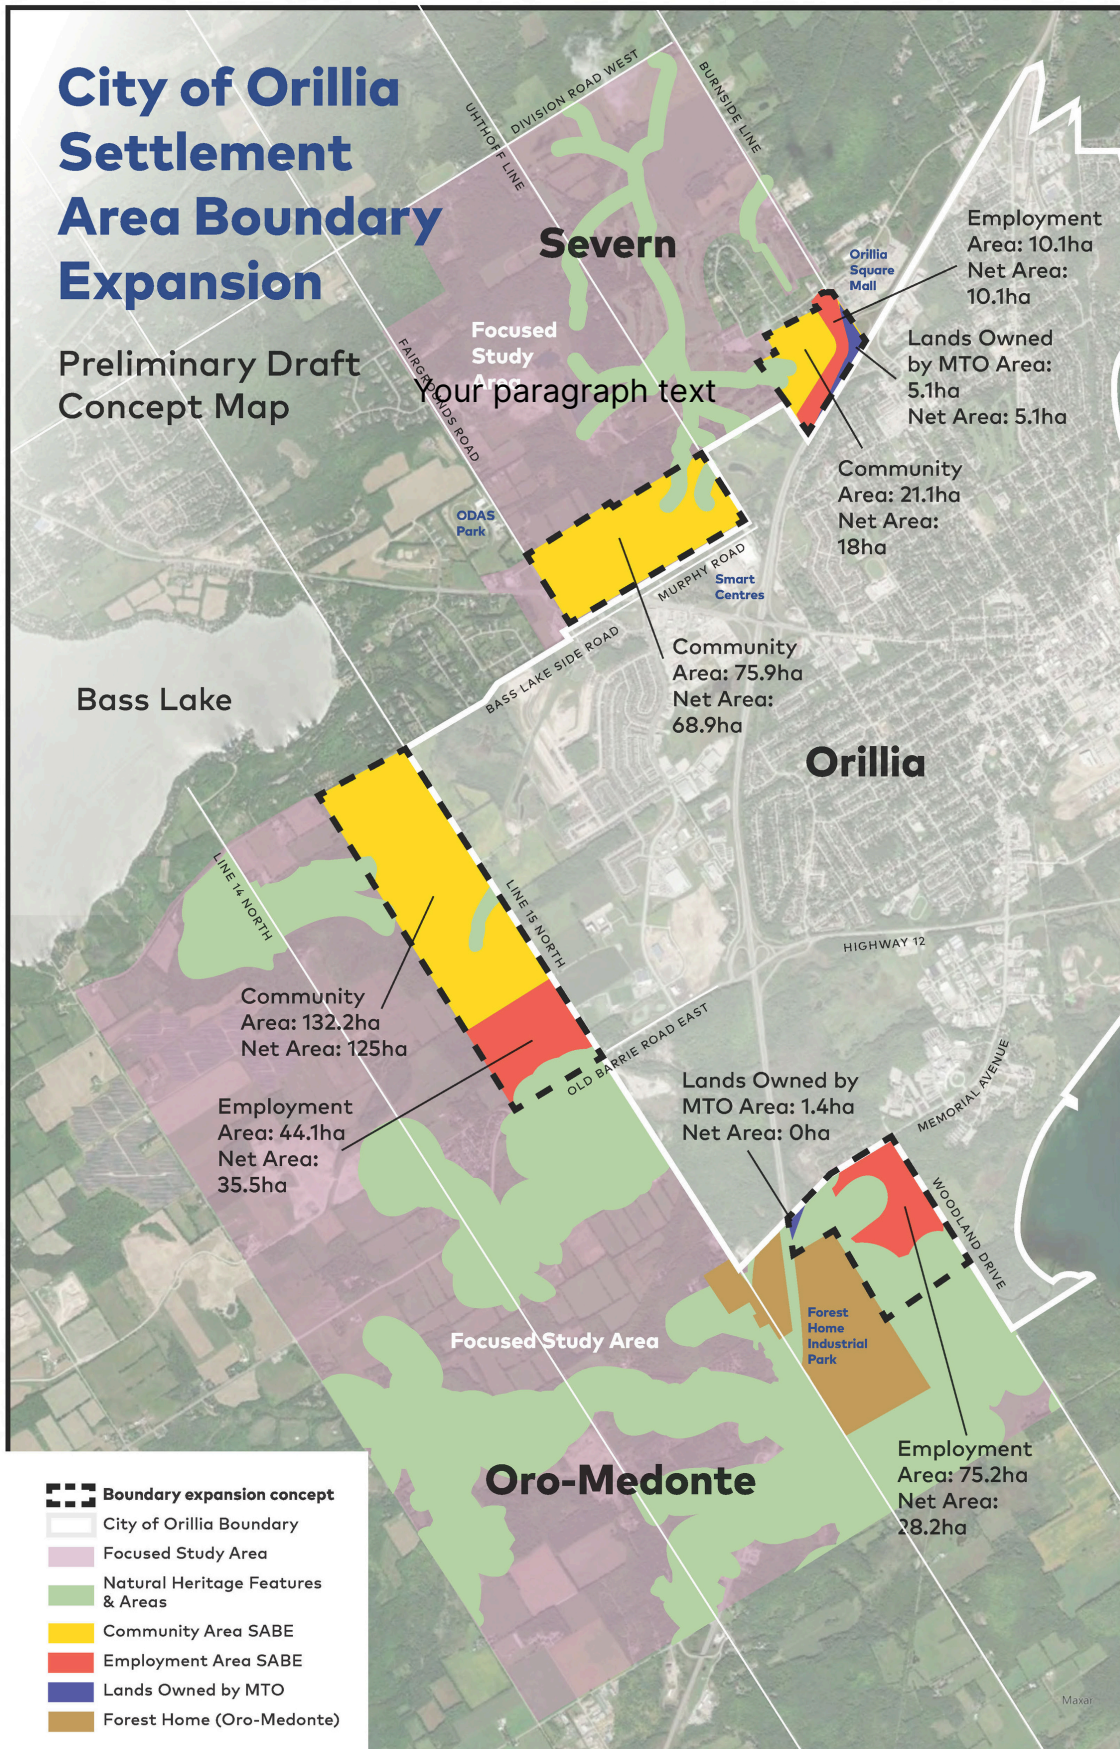 City of Orillia
Settlement
Area Boundary
Expansion
Preliminary Draft
Concept Map
DIVISION ROAD WEST
UHTHOFF LINE
BURNSIDE LINE
Severn
Employment
Area: 10.1ha
Net Area:
10.1ha
Orillia
Square
Mall
Focused
Study
Area
Your paragraph text
FAIRGROUNDS ROAD
Lands Owned
by MTO Area:
5.1ha
Net Area: 5.1ha
Community
Area: 21.1ha
Net Area:
18ha
ODAS
Park
MURPHY ROAD
Smart
Centres
BASS LAKE SIDE ROAD
Community
Area: 75.9ha
Net Area:
68.9ha
Bass Lake
Orillia
LINE 14 NORTH
LINE 15 NORTH
HIGHWAY 12
Community
Area: 132.2ha
Net Area: 125ha
OLD BARRIE ROAD EAST
Employment
Area: 44.1ha
Net Area:
35.5ha
Lands Owned by
MTO Area: 1.4ha
Net Area: 0ha
MEMORIAL AVENUE
WOODLAND DRIVE
Focused Study Area
Forest
Home
Industrial
Park
Oro-Medonte
Employment
Area: 75.2ha
Net Area:
28.2ha
Boundary expansion concept
City of Orillia Boundary
Focused Study Area
Natural Heritage Features
& Areas
Community Area SABE
Employment Area SABE
Lands Owned by MTO
Forest Home (Oro-Medonte)
Maxar